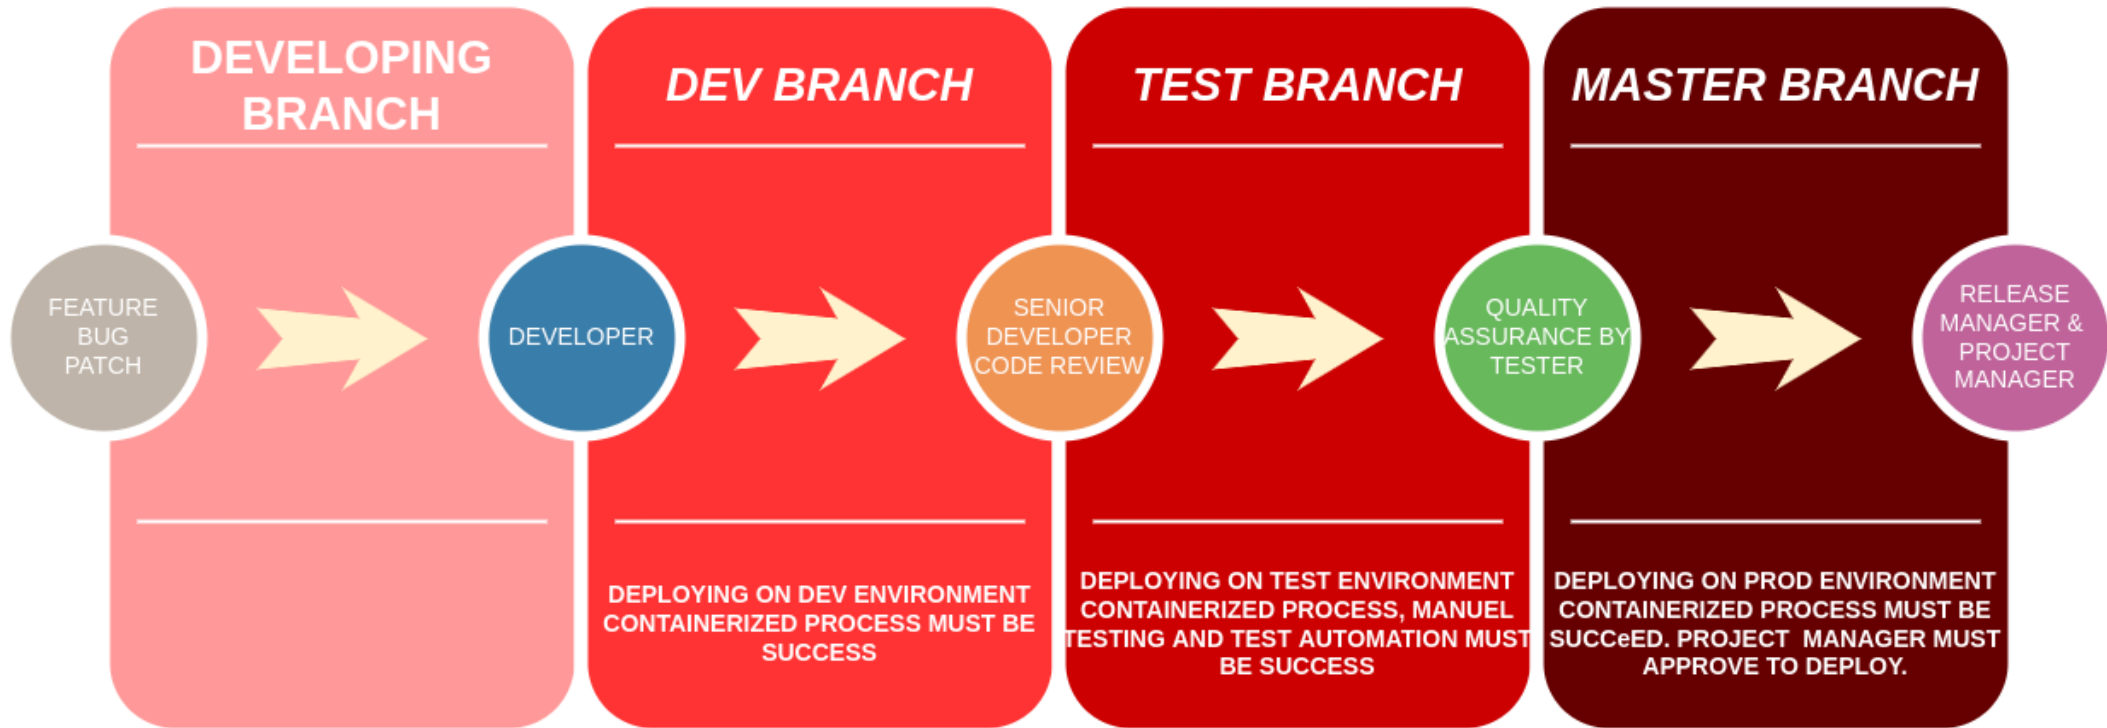 DEVELOPING
BRANCH
DEV BRANCH
TEST BRANCH
MASTER BRANCH
FEATURE
BUG
PATCH
DEVELOPER
SENIOR
DEVELOPER
CODE REVIEW
QUALITY
ASSURANCE BY
TESTER
RELEASE
MANAGER &
PROJECT
MANAGER
DEPLOYING ON DEV ENVIRONMENT
CONTAINERIZED PROCESS MUST BE
SUCCESS
DEPLOYING ON TEST ENVIRONMENT
CONTAINERIZED PROCESS, MANUEL
TESTING AND TEST AUTOMATION MUST
BE SUCCESS
DEPLOYING ON PROD ENVIRONMENT
CONTAINERIZED PROCESS MUST BE
SUCCeED. PROJECT  MANAGER MUST
APPROVE TO DEPLOY.